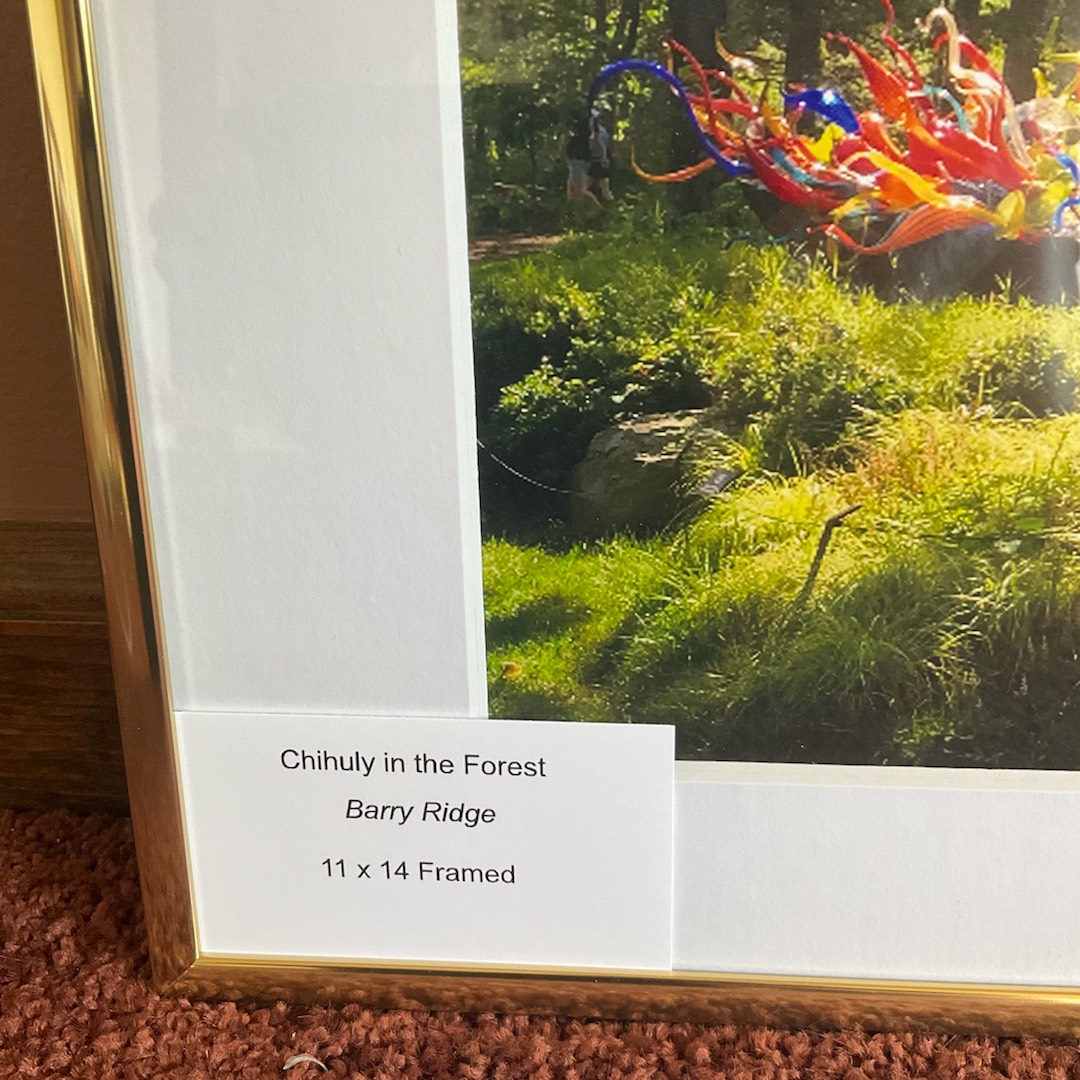 Chihuly in the Forest
Barry Ridge
11 x 14 Framed